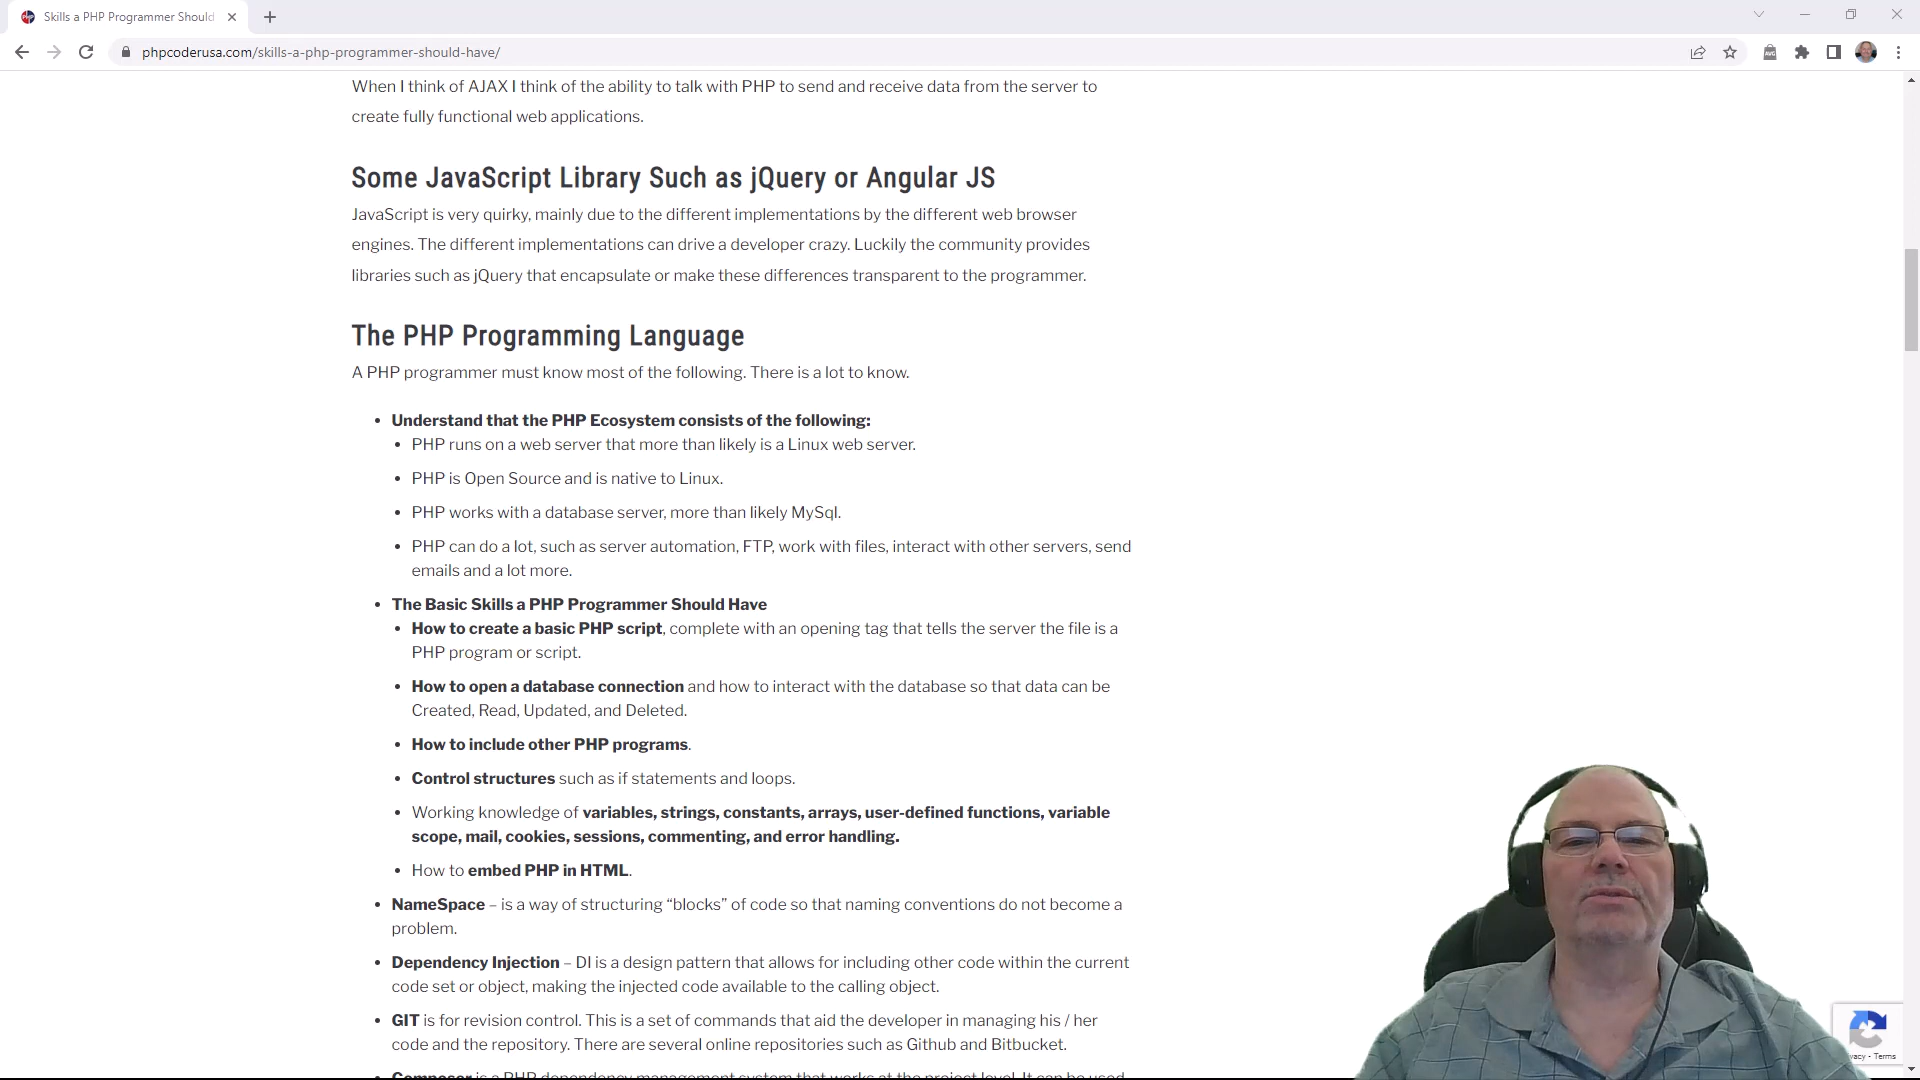 Skills a PHP Programmer Should
phpcoderusa.com/skills-a-php-programmer-should-have/
When I think of AJAX I think of the ability to talk with PHP to send and receive data from the server to
create fully functional web applications.
Some JavaScript Library Such as jQuery or Angular JS
JavaScript is very quirky, mainly due to the different implementations by the different web browser
engines. The different implementations can drive a developer crazy. Luckily the community provides
libraries such as jQuery that encapsulate or make these differences transparent to the programmer.
The PHP Programming Language
A PHP programmer must know most of the following. There is a lot to know.
• Understand that the PHP Ecosystem consists of the following:
• PHP runs on a web server that more than likely is a Linux web server.
• PHP is Open Source and is native to Linux.
• PHP works with a database server, more than likely MySql.
• PHP can do a lot, such as server automation, FTP, work with files, interact with other servers, send
emails and a lot more.
• The Basic Skills a PHP Programmer Should Have
• How to create a basic PHP script, complete with an opening tag that tells the server the file is a
PHP program or script.
• How to open a database connection and how to interact with the database so that data can be
Created, Read, Updated, and Deleted.
• How to include other PHP programs.
• Control structures such as if statements and loops.
• Working knowledge of variables, strings, constants, arrays, user-defined functions, variable
scope, mail, cookies, sessions, commenting, and error handling.
• How to embed PHP in HTML.
• NameSpace – is a way of structuring “blocks” of code so that naming conventions do not become a
problem.
• Dependency Injection – DI is a design pattern that allows for including other code within the current
code set or object, making the injected code available to the calling object.
• GIT is for revision control. This is a set of commands that aid the developer in managing his / her
code and the repository. There are several online repositories such as Github and Bitbucket.
• Composer is a PHP dependency management system that works at the project level. It can be used
- Terms